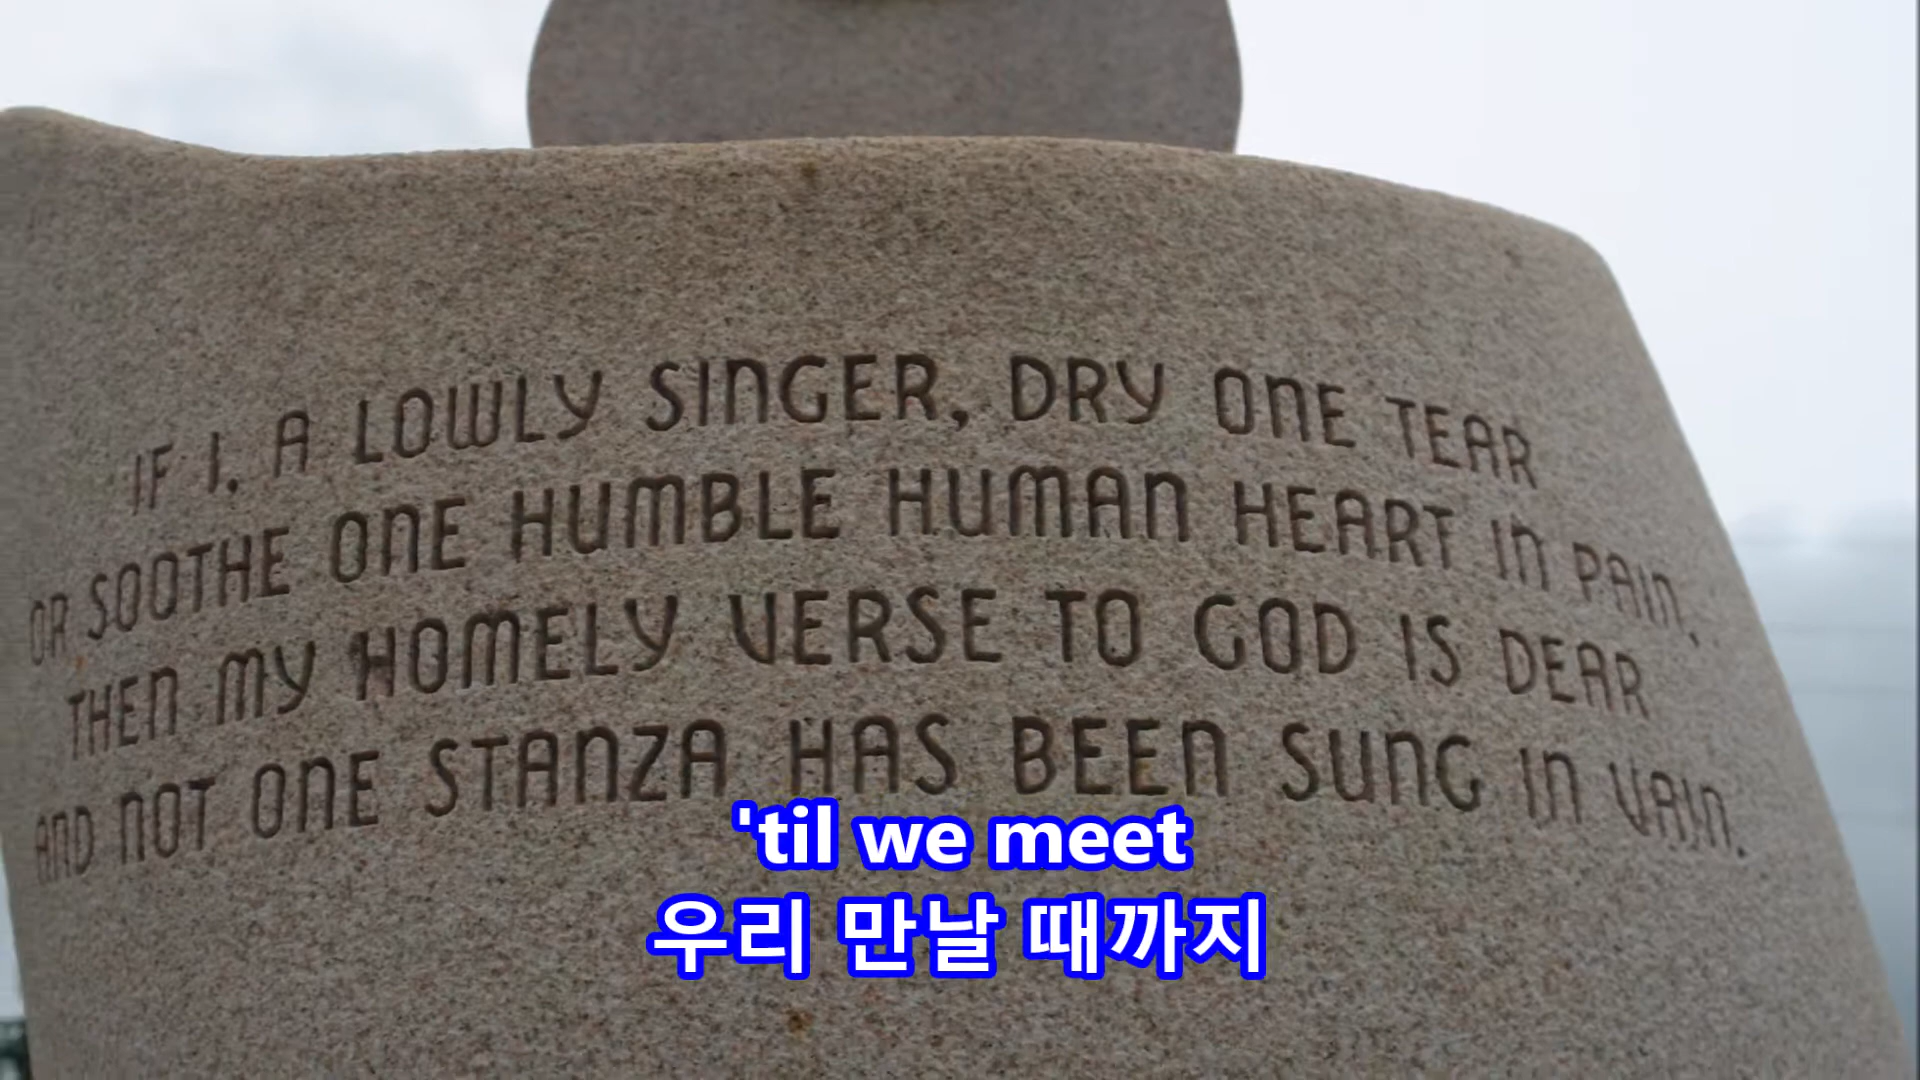 IF I, A LOWLY SINGER, DRY ONE TEAR
OR SOOTHE ONE HUMBLE HUMAN HEART IN PAIN,
THEN MY HOMELY VERSE TO GOD IS DEAR
AND NOT ONE STANZA HAS BEEN SUNG IN VAIN.
'til we meet
우리 만날 때까지